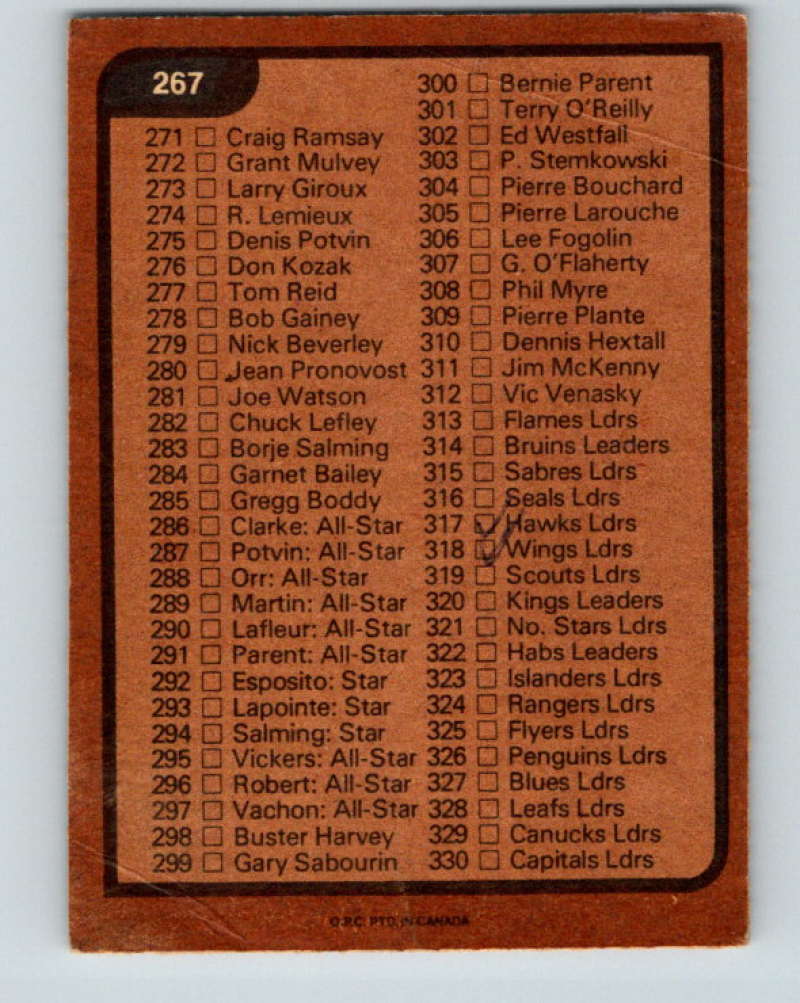 267
271 Craig Ramsay
272 Grant Mulvey
273 Larry Giroux
274 R. Lemieux
275 Denis Potvin
276 Don Kozak
277 Tom Reid
278 Bob Gainey
279 Nick Beverley
280 Jean Pronovost
281 Joe Watson
282 Chuck Lefley
283 Borje Salming
284 Garnet Bailey
285 Gregg Boddy
286 Clarke: All-Star
287 Potvin: All-Star
288 Orr: All-Star
289 Martin: All-Star
290 Lafleur: All-Star
291 Parent: All-Star
292 Esposito: Star
293 Lapointe: Star
294 Salming: Star
295 Vickers: All-Star
296 Robert: All-Star
297 Vachon: All-Star
298 Buster Harvey
299 Gary Sabourin
300 Bernie Parent
301 Terry O'Reilly
302 Ed Westfall
303 P. Stemkowski
304 Pierre Bouchard
305 Pierre Larouche
306 Lee Fogolin
307 G. O'Flaherty
308 Phil Myre
309 Pierre Plante
310 Dennis Hextall
311 Jim McKenny
312 Vic Venasky
313 Flames Ldrs
314 Bruins Leaders
315 Sabres Ldrs
316 Seals Ldrs
317 Hawks Ldrs
318 Wings Ldrs
319 Scouts Ldrs
320 Kings Leaders
321 No. Stars Ldrs
322 Habs Leaders
323 Islanders Ldrs
324 Rangers Ldrs
325 Flyers Ldrs
326 Penguins Ldrs
327 Blues Ldrs
328 Leafs Ldrs
329 Canucks Ldrs
330 Capitals Ldrs
O.P.C. PTD. IN CANADA